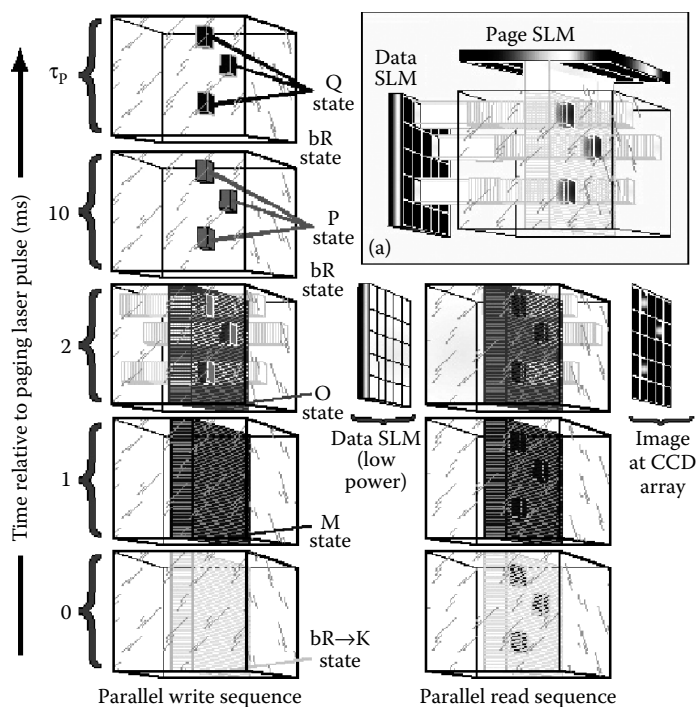 τP
Q
state
bR
state
10
P
state
bR
state
2
O
state
1
M
state
0
bR→K
state
Time relative to paging laser pulse (ms)
Parallel write sequence
Page SLM
Data
SLM
(a)
Data SLM
(low
power)
Image
at CCD
array
Parallel read sequence